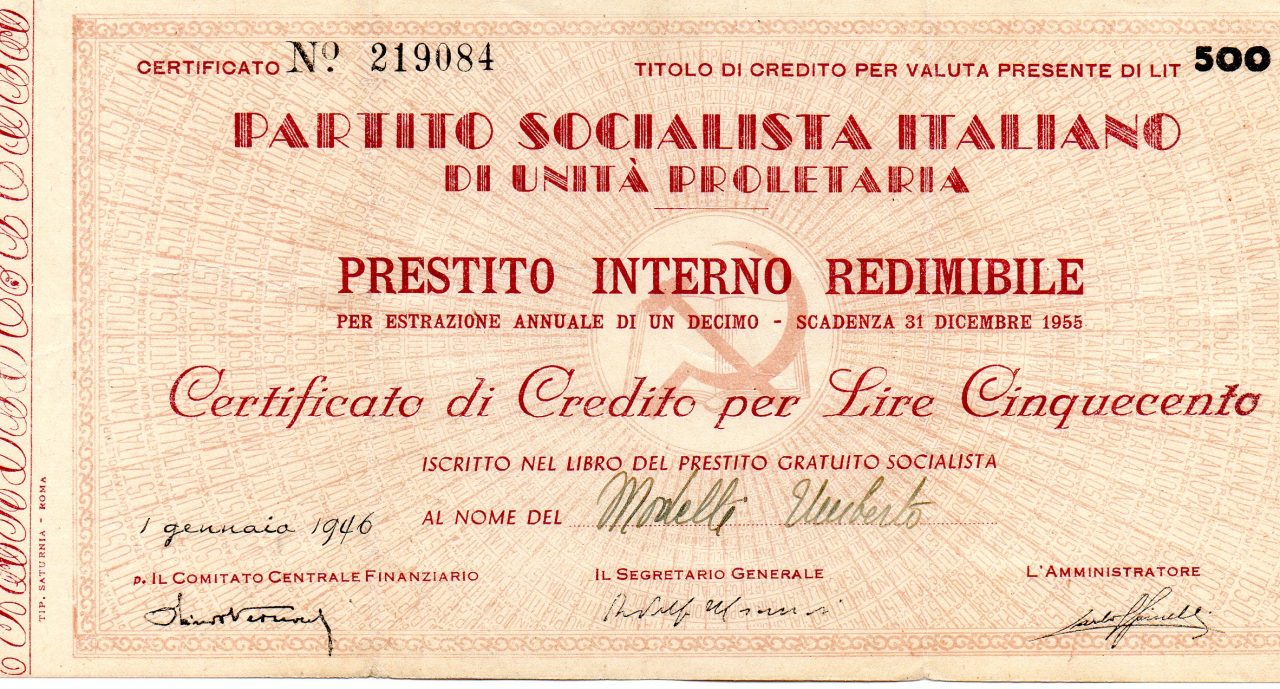 CERTIFICATO Nº 219084
TITOLO DI CREDITO PER VALUTA PRESENTE DI LIT 500
PARTITO SOCIALISTA ITALIANO
DI UNITÀ PROLETARIA
PRESTITO INTERNO REDIMIBILE
PER ESTRAZIONE ANNUALE DI UN DECIMO - SCADENZA 31 DICEMBRE 1955
Certificato di Credito per Lire Cinquecento
ISCRITTO NEL LIBRO DEL PRESTITO GRATUITO SOCIALISTA
1 gennaio 1946
AL NOME DEL Modelli Umberto
p. IL COMITATO CENTRALE FINANZIARIO
IL SEGRETARIO GENERALE
L'AMMINISTRATORE
TIP. SATURNIA - ROMA